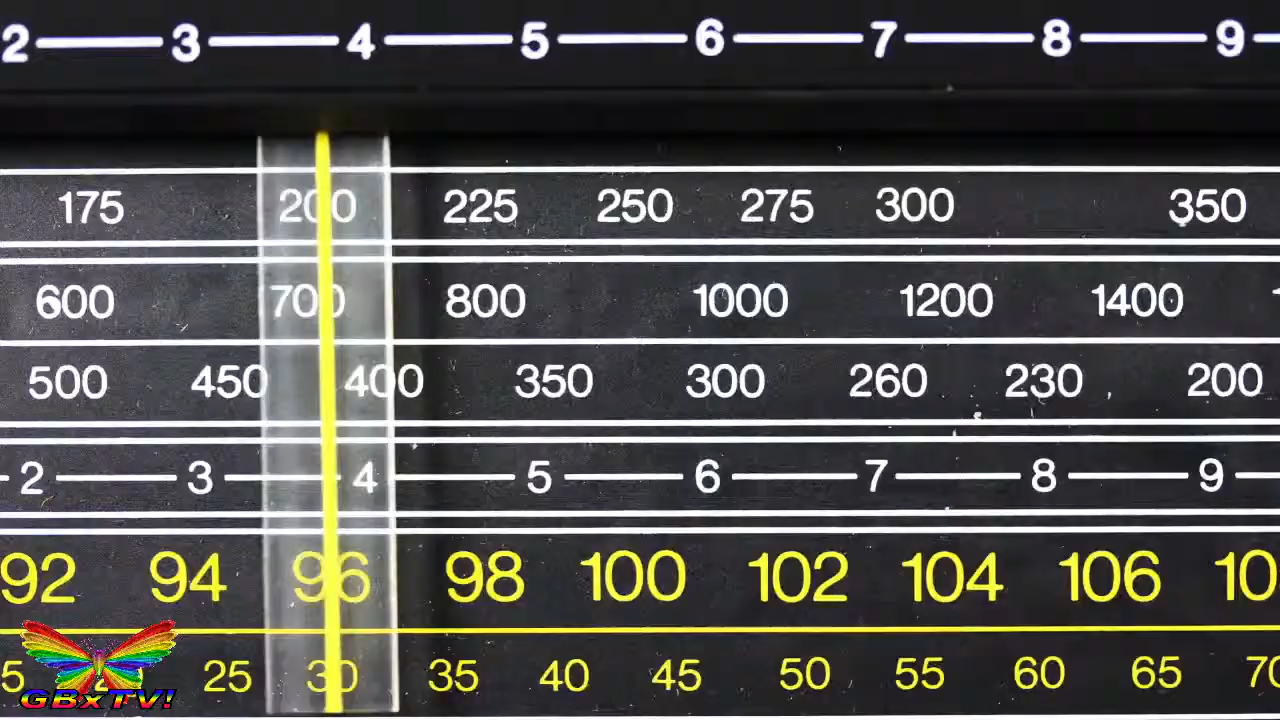 2 3 4 5 6 7 8 9
175 200 225 250 275 300 350
600 700 800 1000 1200 1400
500 450 400 350 300 260 230 200
2 3 4 5 6 7 8 9
92 94 96 98 100 102 104 106
25 30 35 40 45 50 55 60 65
GBxTV!